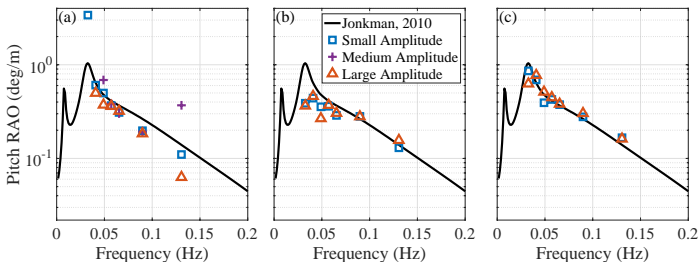 (a)
(b)
(c)
Jonkman, 2010
Small Amplitude
Medium Amplitude
Large Amplitude
Pitch RAO (deg/m)
10^0
10^-1
0 0.05 0.1 0.15 0.2
0 0.05 0.1 0.15 0.2
0 0.05 0.1 0.15 0.2
Frequency (Hz)
Frequency (Hz)
Frequency (Hz)